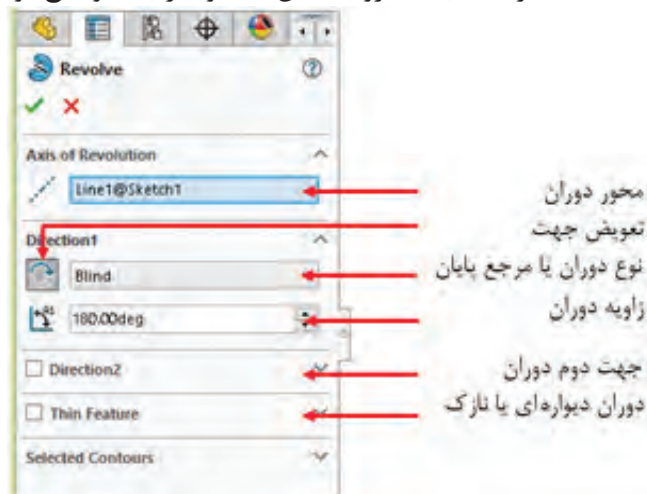 Revolve
Axis of Revolution
Line1@Sketch1
محور دوران
Direction1
تعویض جهت
Blind
نوع دوران یا مرجع پایان
180.00deg
زاویه دوران
Direction2
جهت دوم دوران
Thin Feature
دوران دیواره‌ای یا نازک
Selected Contours